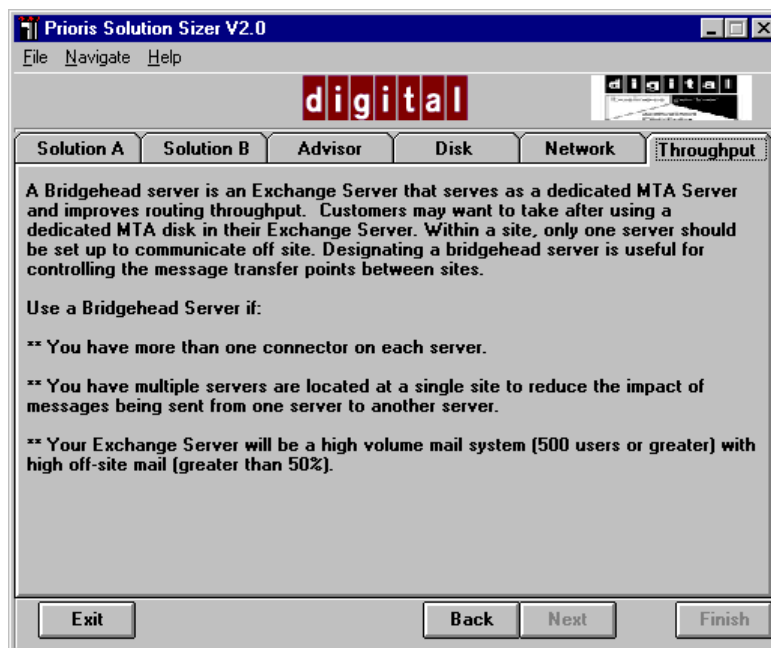 Prioris Solution Sizer V2.0
File Navigate Help
digital
digital
Solution A Solution B Advisor Disk Network Throughput
A Bridgehead server is an Exchange Server that serves as a dedicated MTA Server
and improves routing throughput. Customers may want to take after using a
dedicated MTA disk in their Exchange Server. Within a site, only one server should
be set up to communicate off site. Designating a bridgehead server is useful for
controlling the message transfer points between sites.
Use a Bridgehead Server if:
** You have more than one connector on each server.
** You have multiple servers are located at a single site to reduce the impact of
messages being sent from one server to another server.
** Your Exchange Server will be a high volume mail system (500 users or greater) with
high off-site mail (greater than 50%).
Exit Back Next Finish